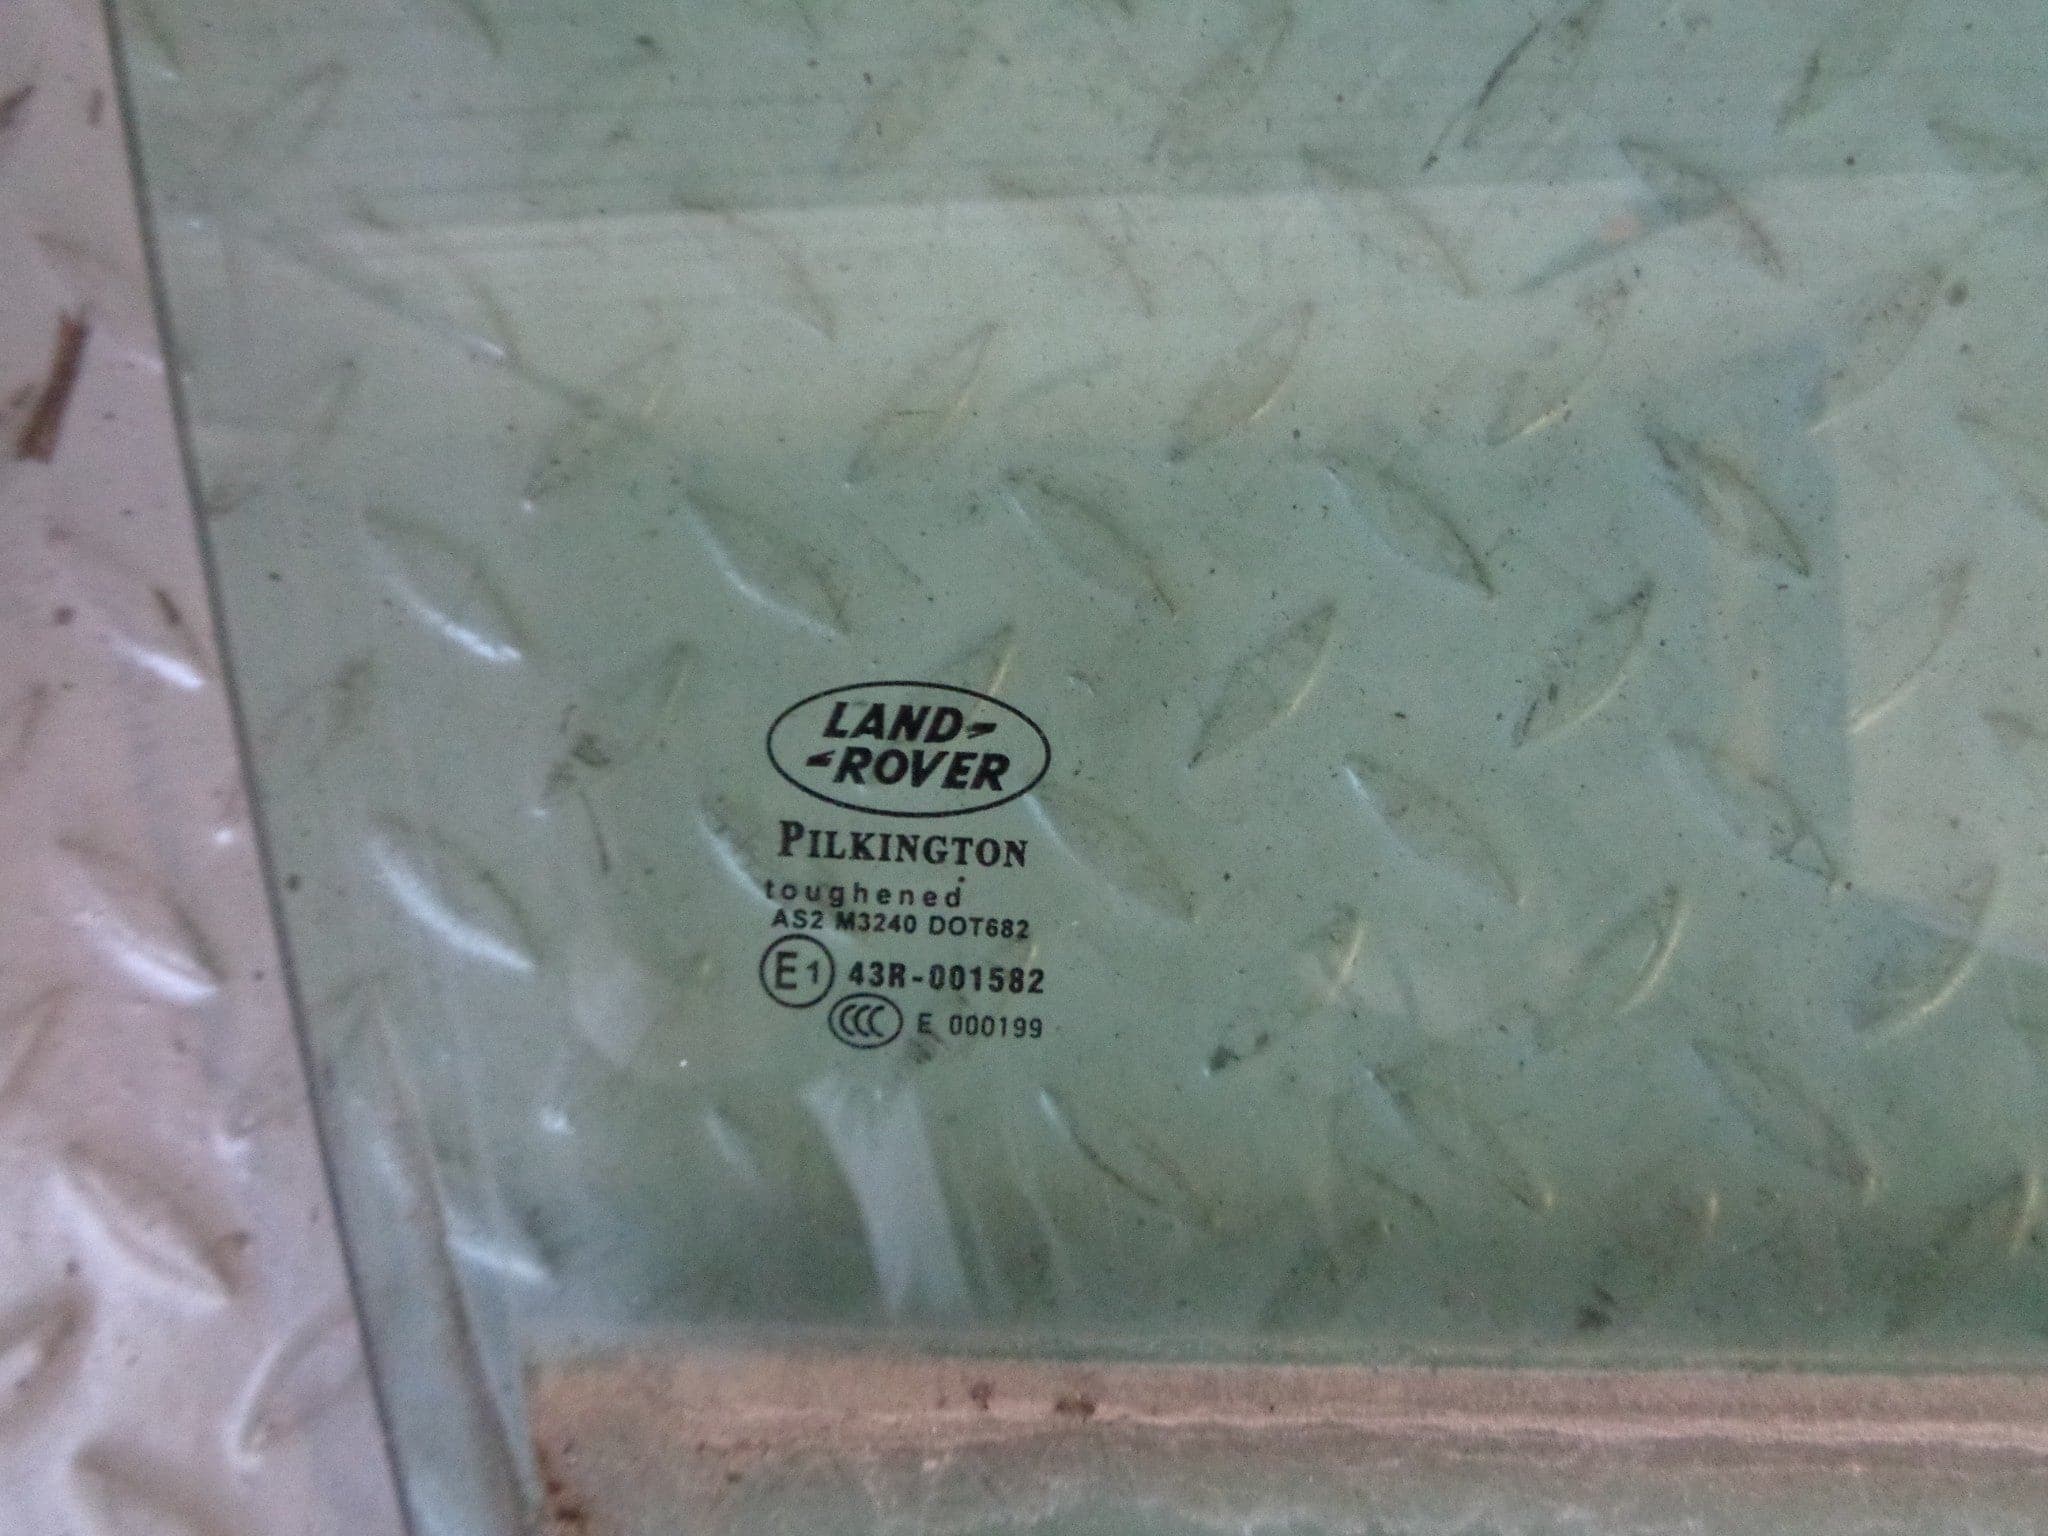 LAND-
-ROVER
PILKINGTON
toughened
AS2 M3240 DOT682
E1 43R-001582
CCC E 000199